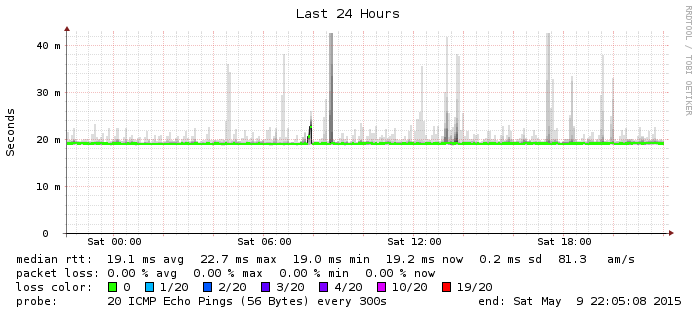 Last 24 Hours
RRDTOOL / TOBI OETIKER
Seconds
40 m
30 m
20 m
10 m
0
Sat 00:00 Sat 06:00 Sat 12:00 Sat 18:00
median rtt: 19.1 ms avg 22.7 ms max 19.0 ms min 19.2 ms now 0.2 ms sd 81.3 am/s
packet loss: 0.00 % avg 0.00 % max 0.00 % min 0.00 % now
loss color: 0 1/20 2/20 3/20 4/20 10/20 19/20
probe: 20 ICMP Echo Pings (56 Bytes) every 300s end: Sat May 9 22:05:08 2015